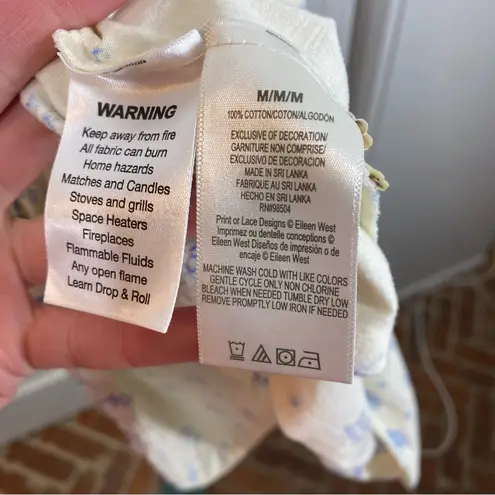 WARNING
Keep away from fire
All fabric can burn
Home hazards
Matches and Candles
Stoves and grills
Space Heaters
Fireplaces
Flammable Fluids
Any open flame
Learn Drop & Roll
M/M/M
100% COTTON/COTON/ALGODÓN
EXCLUSIVE OF DECORATION/
GARNITURE NON COMPRISE/
EXCLUSIVO DE DECORACION
MADE IN SRI LANKA
FABRIQUE AU SRI LANKA
HECHO EN SRI LANKA
RN#98504
Print or Lace Designs © Eileen West
Imprimez ou dentelle conceptions ©
Eileen West Diseños de impresión o de
encaje © Eileen West
MACHINE WASH COLD WITH LIKE COLORS
GENTLE CYCLE ONLY NON CHLORINE
BLEACH WHEN NEEDED TUMBLE DRY LOW
REMOVE PROMPTLY LOW IRON IF NEEDED